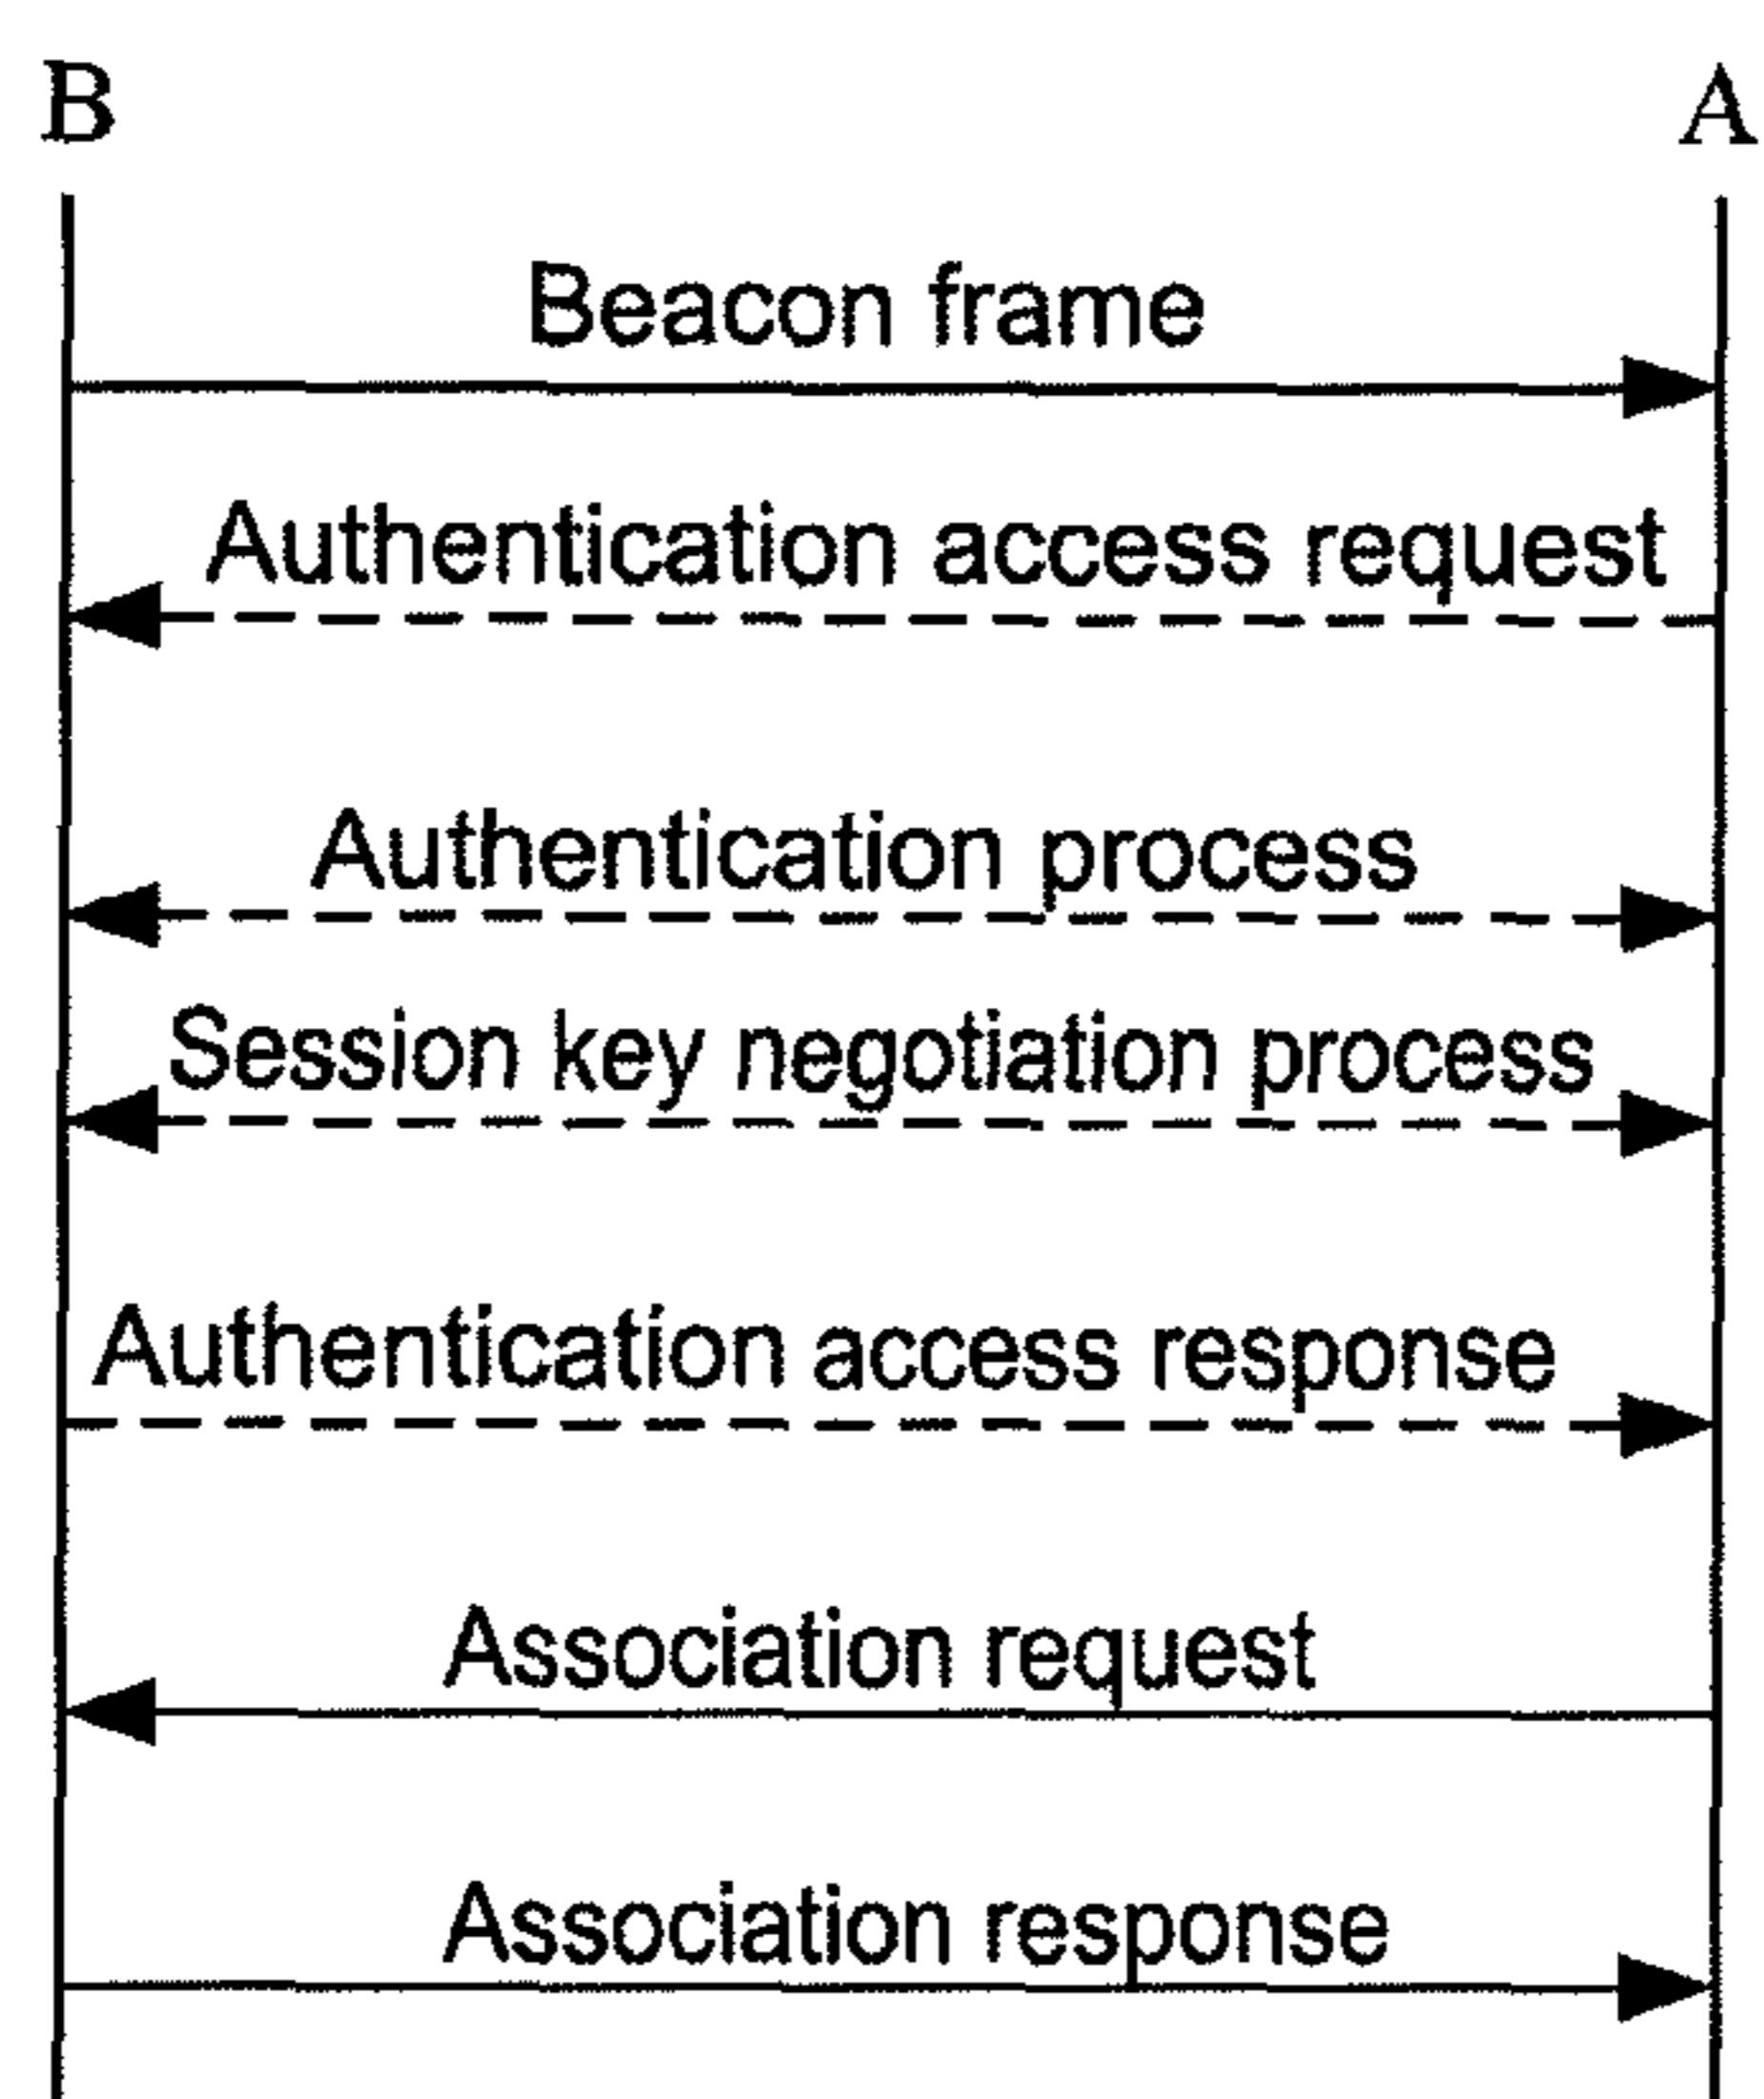 B A
Beacon frame
Authentication access request
Authentication process
Session key negotiation process
Authentication access response
Association request
Association response